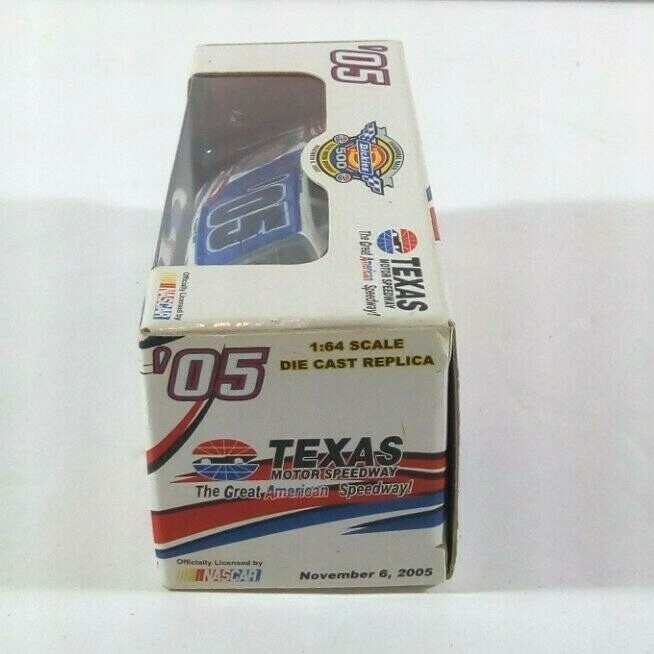 '05
Dickies
500
TEXAS
MOTOR SPEEDWAY
The Great American Speedway!
'05
Officially Licensed by
NASCAR
'05
1:64 SCALE
DIE CAST REPLICA
TEXAS
MOTOR SPEEDWAY
The Great American Speedway!
Officially Licensed by
NASCAR
November 6, 2005